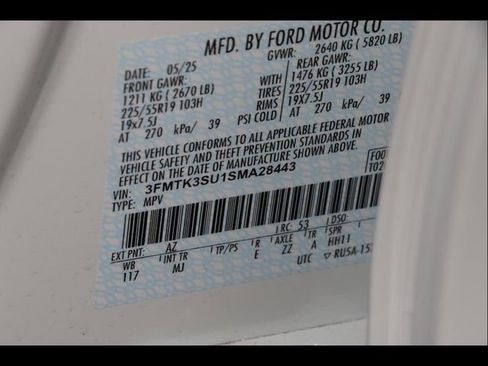 MFD. BY FORD MOTOR CO.
DATE: 05/25 GVWR: 2640 KG (5820 LB)
FRONT GAWR: REAR GAWR:
1211 KG (2670 LB) WITH 1476 KG (3255 LB)
225/55R19 103H TIRES 225/55R19 103H
19X7.5J RIMS 19X7.5J
AT 270 kPa/ 39 PSI COLD AT 270 kPa/ 39
THIS VEHICLE CONFORMS TO ALL APPLICABLE FEDERAL MOTOR
VEHICLE SAFETY AND THEFT PREVENTION STANDARDS IN
EFFECT ON THE DATE OF MANUFACTURE SHOWN ABOVE.
VIN: 3FMTK3SU1SMA28443
TYPE: MPV
F00
T02
EXT PNT: AZ RC: 53 DSO:
WB INT TR TP/PS R AXLE TR SPR
117 MJ E ZZ A HH11
UTC ▽ RU5A-15